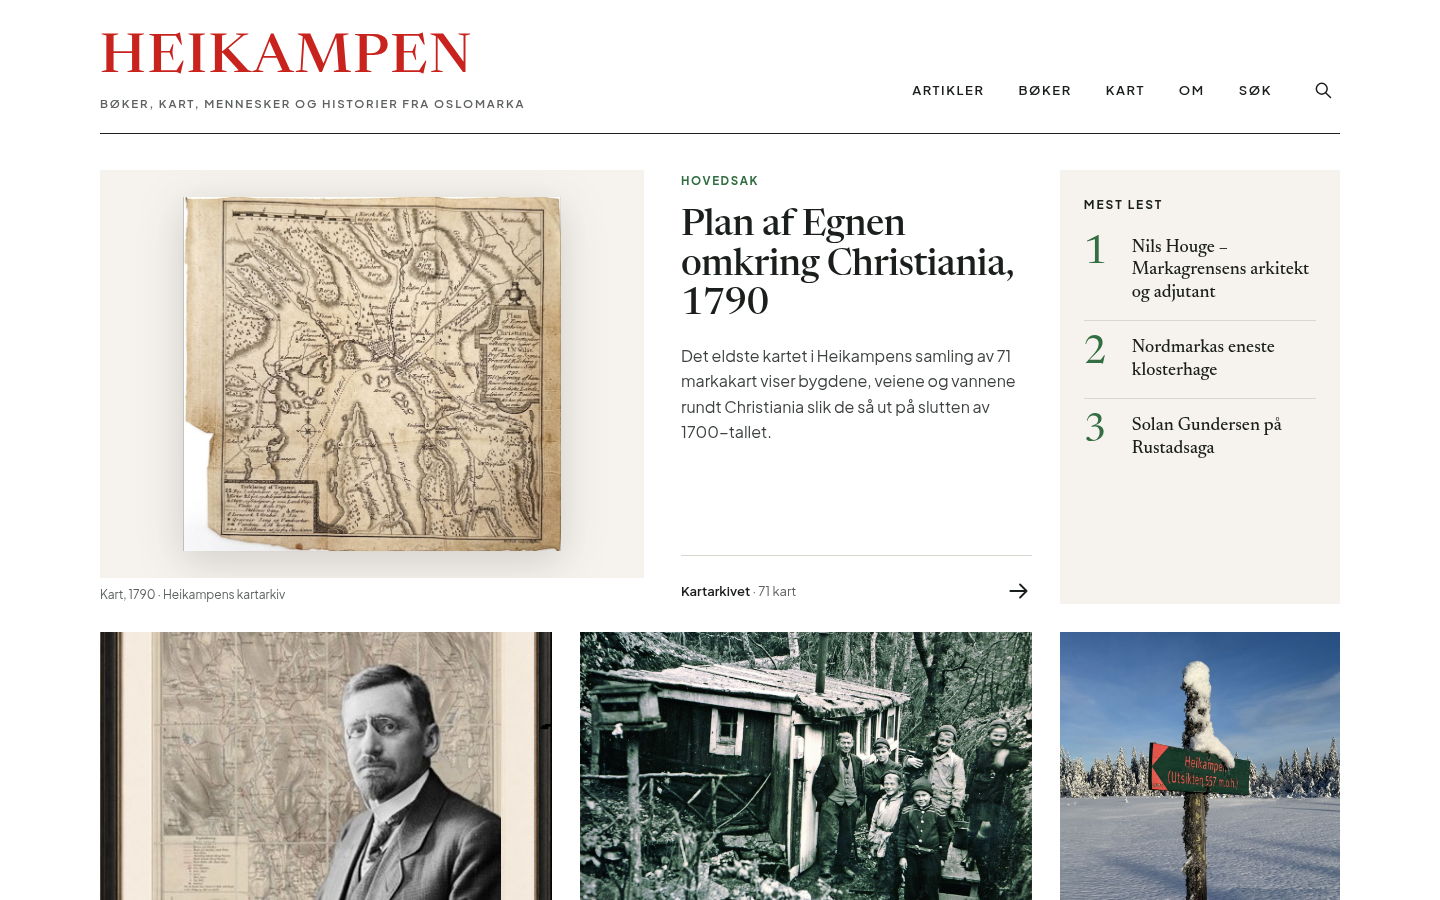 HEIKAMPEN
BØKER, KART, MENNESKER OG HISTORIER FRA OSLOMARKA
ARTIKLER BØKER KART OM SØK
HOVEDSAK
Plan af Egnen
omkring Christiania,
1790
Det eldste kartet i Heikampens samling av 71
markakart viser bygdene, veiene og vannene
rundt Christiania slik de så ut på slutten av
1700–tallet.
Kartarkivet · 71 kart
Kart, 1790 · Heikampens kartarkiv
MEST LEST
1 Nils Houge –
Markagrensens arkitekt
og adjutant
2 Nordmarkas eneste
klosterhage
3 Solan Gundersen på
Rustadsaga
Plan
Christiania
Heikampen
(Utsikten 557 m.o.h.)